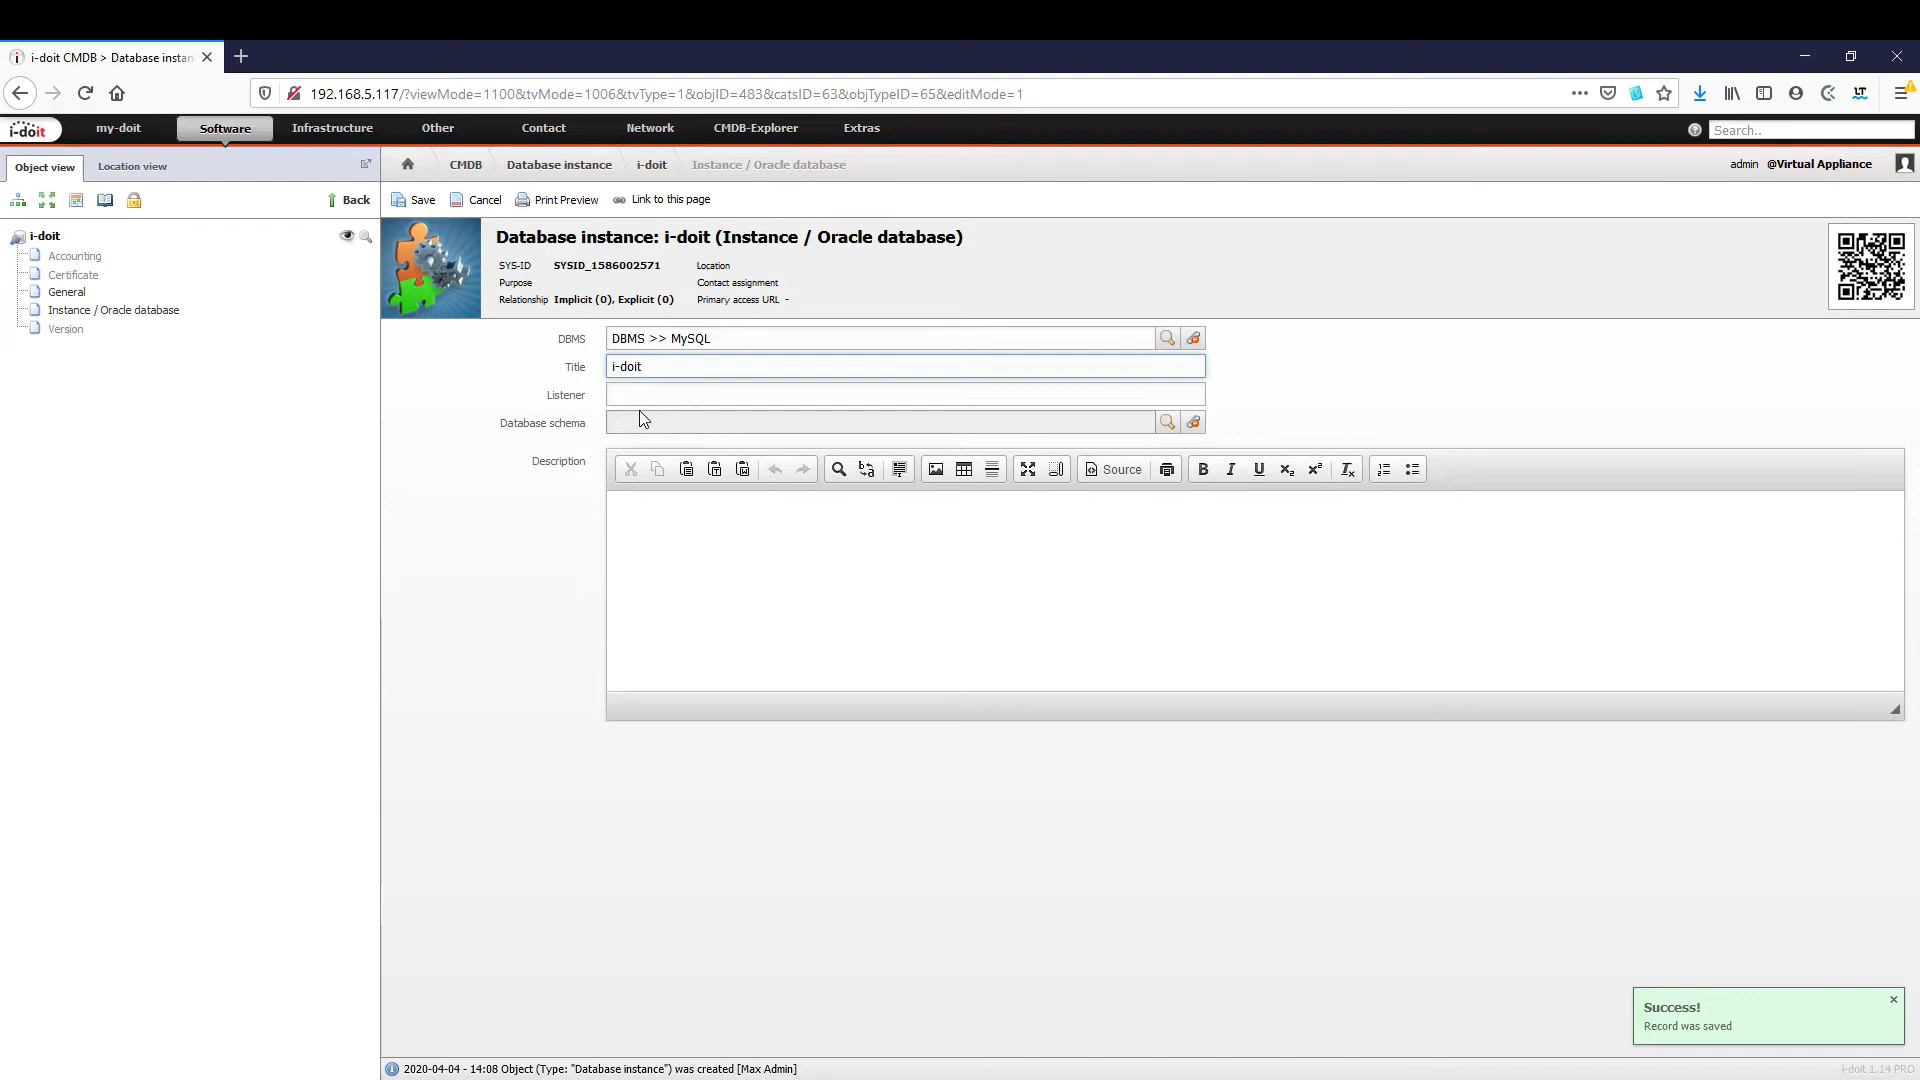 i-doit CMDB > Database instan
192.168.5.117/?viewMode=1100&tvMode=1006&tvType=1&objID=483&catsID=63&objTypeID=65&editMode=1
LT
i-doit
my-doit
Software
Infrastructure
Other
Contact
Network
CMDB-Explorer
Extras
Search..
Object view
Location view
CMDB
Database instance
i-doit
Instance / Oracle database
admin @Virtual Appliance
Back
Save
Cancel
Print Preview
Link to this page
i-doit
Accounting
Certificate
General
Instance / Oracle database
Version
Database instance: i-doit (Instance / Oracle database)
SYS-ID SYSID_1586002571
Location
Purpose
Contact assignment
Relationship Implicit (0), Explicit (0)
Primary access URL -
DBMS DBMS >> MySQL
Title i-doit
Listener
Database schema
Description
Source
B I U x₂ x² Tx
Success!
Record was saved
2020-04-04 - 14:08 Object (Type: "Database instance") was created [Max Admin]
i-doit 1.14 PRO